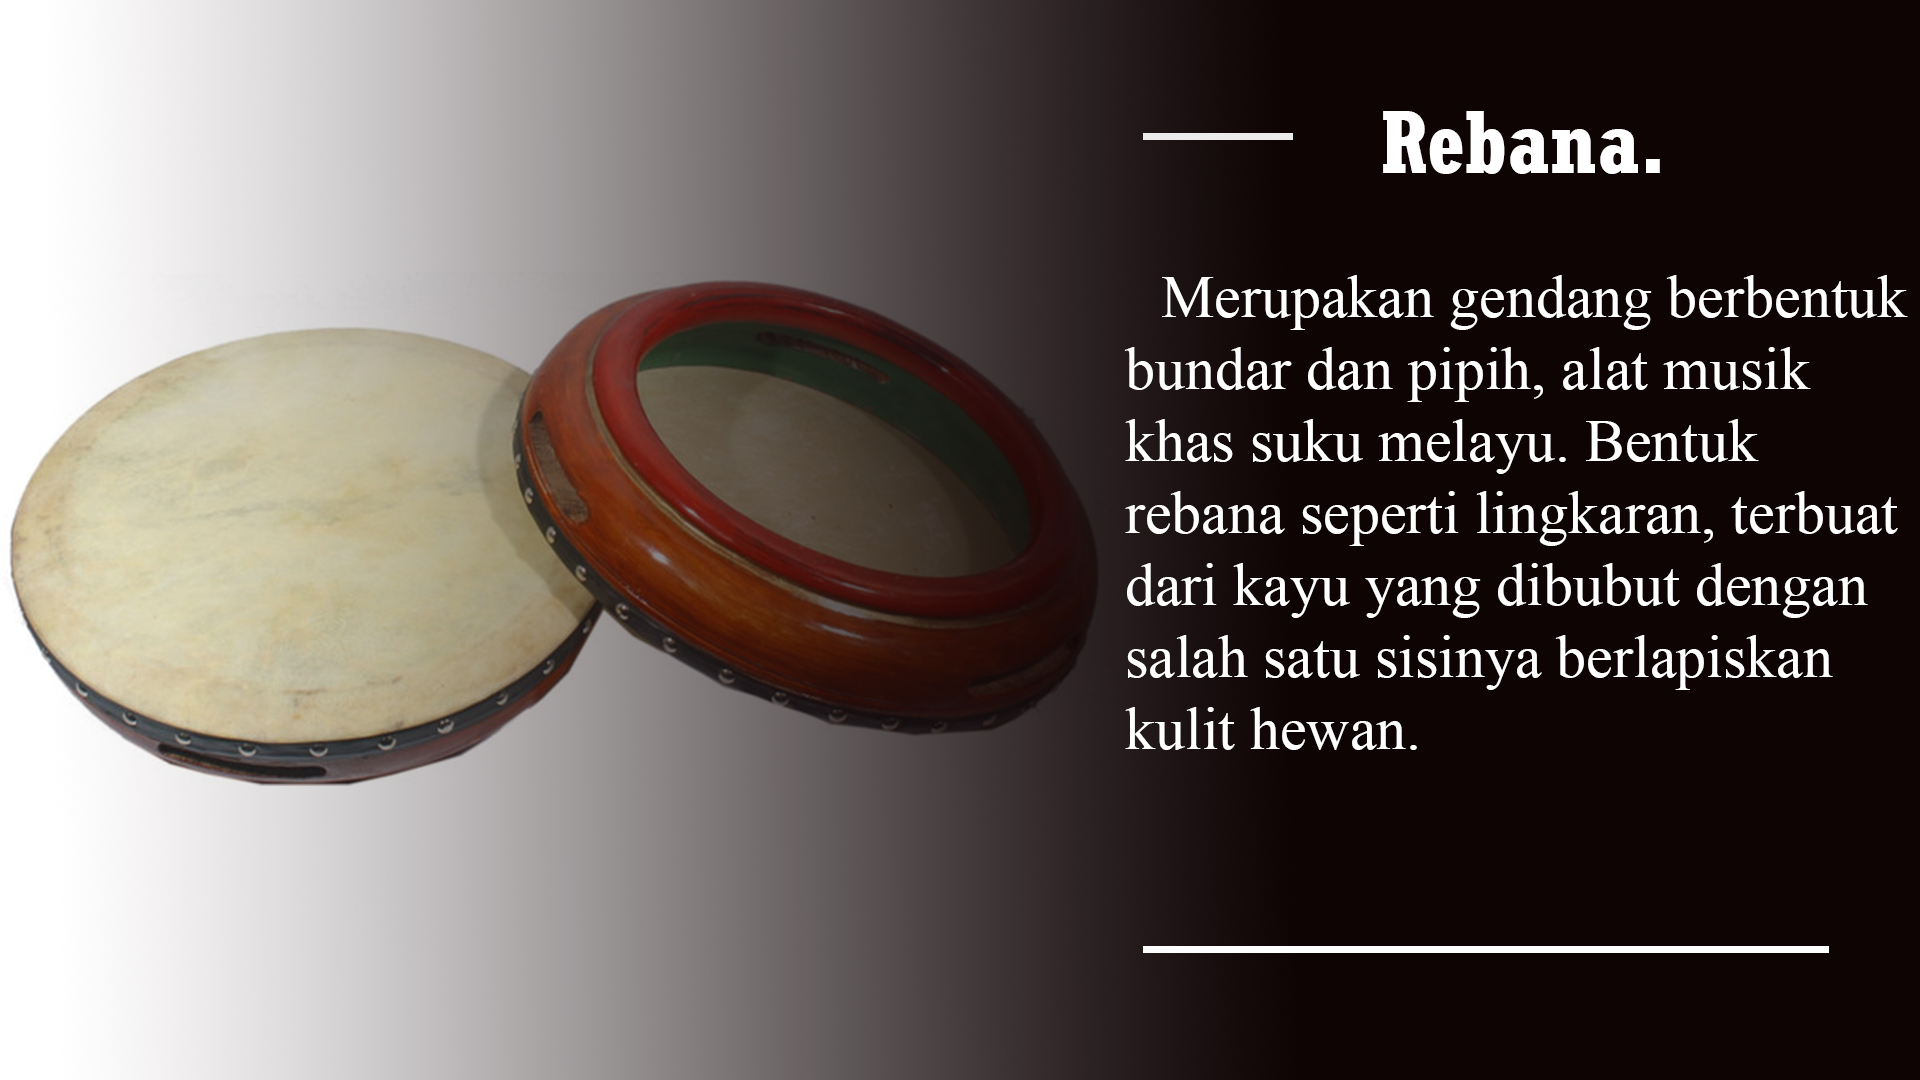 Rebana.
Merupakan gendang berbentuk
bundar dan pipih, alat musik
khas suku melayu. Bentuk
rebana seperti lingkaran, terbuat
dari kayu yang dibubut dengan
salah satu sisinya berlapiskan
kulit hewan.